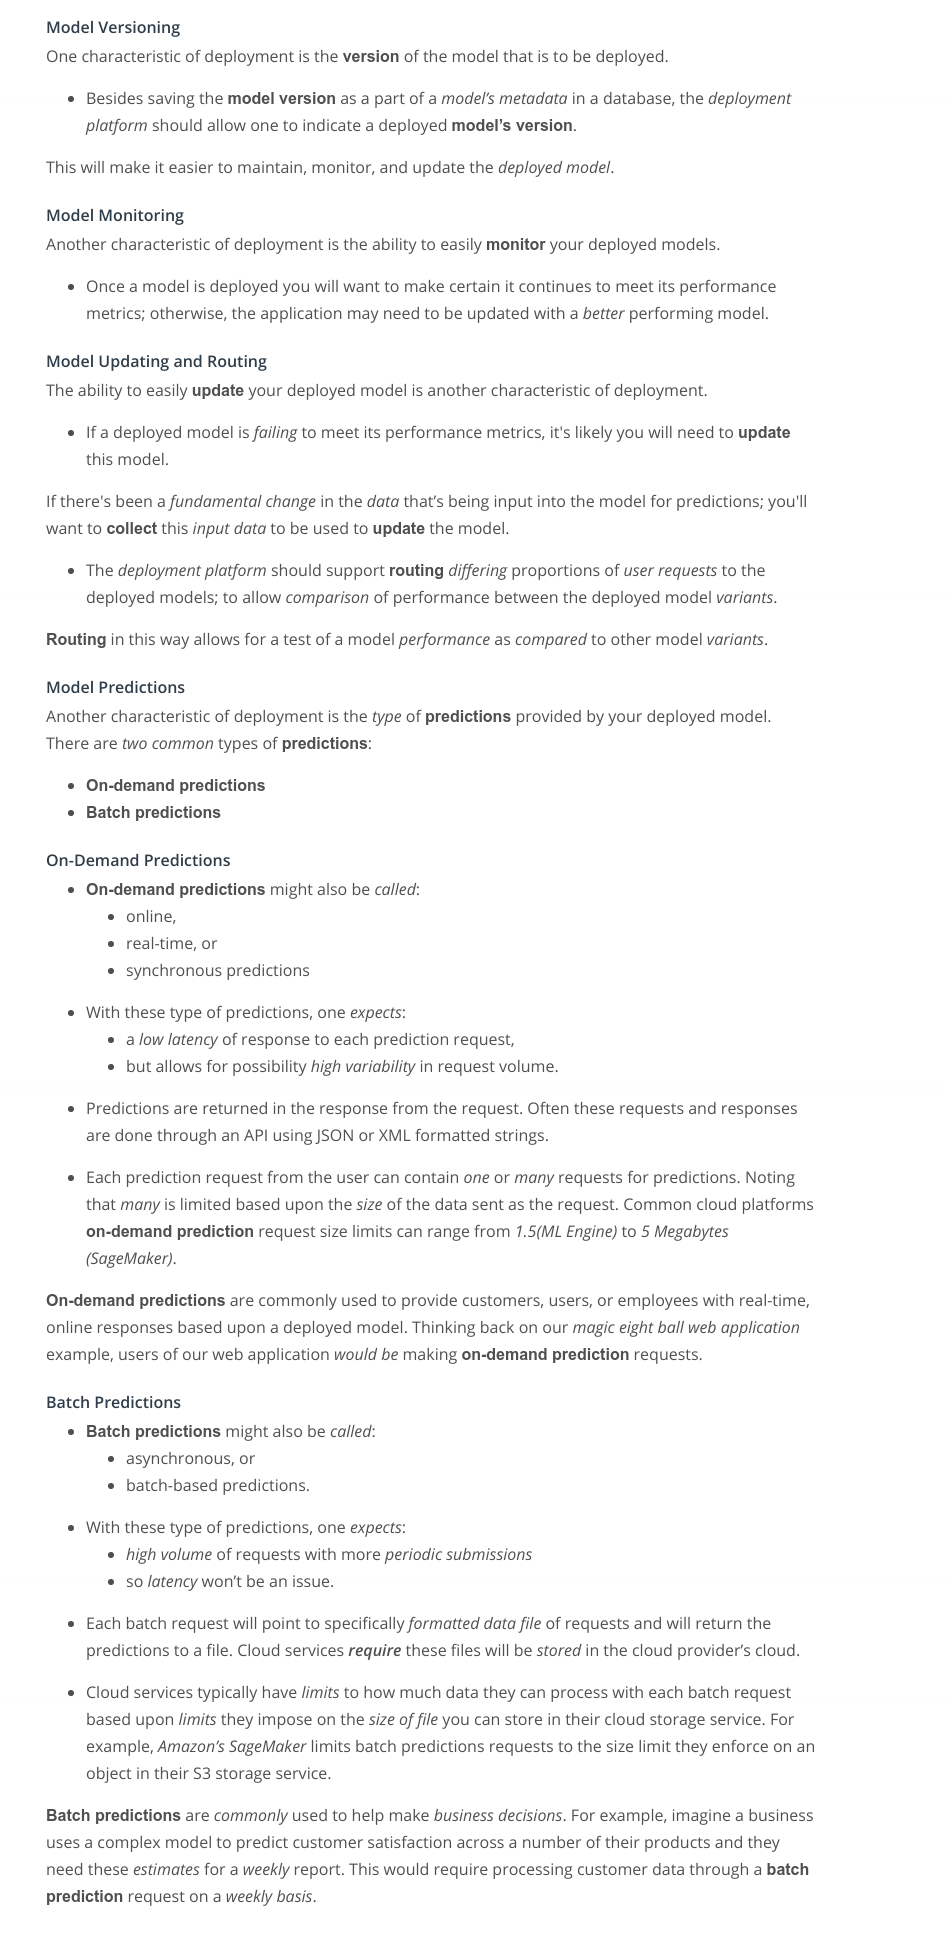 Model Versioning
One characteristic of deployment is the version of the model that is to be deployed.
• Besides saving the model version as a part of a model’s metadata in a database, the deployment
platform should allow one to indicate a deployed model’s version.
This will make it easier to maintain, monitor, and update the deployed model.
Model Monitoring
Another characteristic of deployment is the ability to easily monitor your deployed models.
• Once a model is deployed you will want to make certain it continues to meet its performance
metrics; otherwise, the application may need to be updated with a better performing model.
Model Updating and Routing
The ability to easily update your deployed model is another characteristic of deployment.
• If a deployed model is failing to meet its performance metrics, it's likely you will need to update
this model.
If there's been a fundamental change in the data that’s being input into the model for predictions; you'll
want to collect this input data to be used to update the model.
• The deployment platform should support routing differing proportions of user requests to the
deployed models; to allow comparison of performance between the deployed model variants.
Routing in this way allows for a test of a model performance as compared to other model variants.
Model Predictions
Another characteristic of deployment is the type of predictions provided by your deployed model.
There are two common types of predictions:
• On-demand predictions
• Batch predictions
On-Demand Predictions
• On-demand predictions might also be called:
• online,
• real-time, or
• synchronous predictions
• With these type of predictions, one expects:
• a low latency of response to each prediction request,
• but allows for possibility high variability in request volume.
• Predictions are returned in the response from the request. Often these requests and responses
are done through an API using JSON or XML formatted strings.
• Each prediction request from the user can contain one or many requests for predictions. Noting
that many is limited based upon the size of the data sent as the request. Common cloud platforms
on-demand prediction request size limits can range from 1.5(ML Engine) to 5 Megabytes
(SageMaker).
On-demand predictions are commonly used to provide customers, users, or employees with real-time,
online responses based upon a deployed model. Thinking back on our magic eight ball web application
example, users of our web application would be making on-demand prediction requests.
Batch Predictions
• Batch predictions might also be called:
• asynchronous, or
• batch-based predictions.
• With these type of predictions, one expects:
• high volume of requests with more periodic submissions
• so latency won’t be an issue.
• Each batch request will point to specifically formatted data file of requests and will return the
predictions to a file. Cloud services require these files will be stored in the cloud provider’s cloud.
• Cloud services typically have limits to how much data they can process with each batch request
based upon limits they impose on the size of file you can store in their cloud storage service. For
example, Amazon’s SageMaker limits batch predictions requests to the size limit they enforce on an
object in their S3 storage service.
Batch predictions are commonly used to help make business decisions. For example, imagine a business
uses a complex model to predict customer satisfaction across a number of their products and they
need these estimates for a weekly report. This would require processing customer data through a batch
prediction request on a weekly basis.